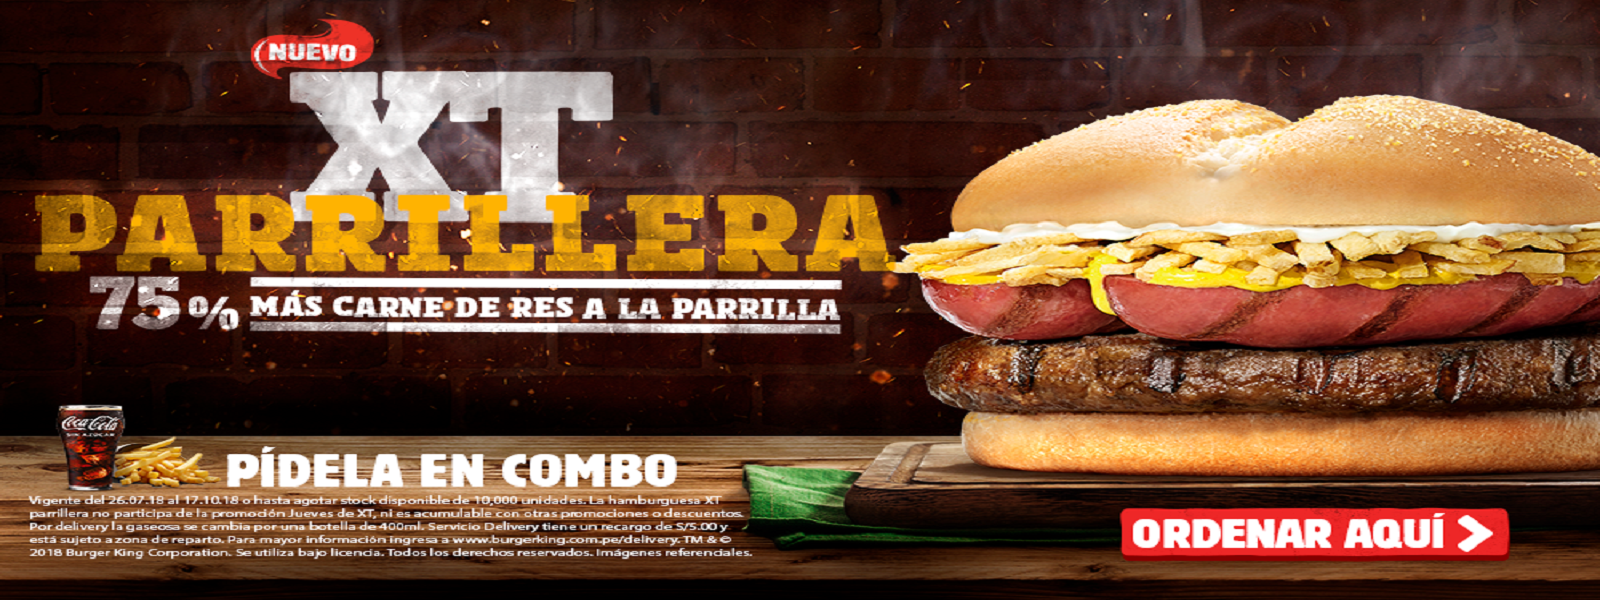 NUEVO
XT
PARRILLERA
75% MÁS CARNE DE RES A LA PARRILLA
Coca-Cola
SIN AZÚCAR
PÍDELA EN COMBO
Vigente del 26.07.18 al 17.10.18 o hasta agotar stock disponible de 10,000 unidades. La hamburguesa XT
parrillera no participa de la promoción Jueves de XT, ni es acumulable con otras promociones o descuentos.
Por delivery la gaseosa se cambia por una botella de 400ml. Servicio Delivery tiene un recargo de S/5.00 y
está sujeto a zona de reparto. Para mayor información ingresa a www.burgerking.com.pe/delivery. TM & ©
2018 Burger King Corporation. Se utiliza bajo licencia. Todos los derechos reservados. Imágenes referenciales.
ORDENAR AQUÍ